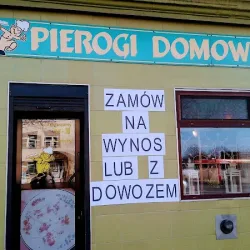 PIEROGI DOMOW
ZAMÓW
NA
WYNOS
LUB Z
DOWOZEM